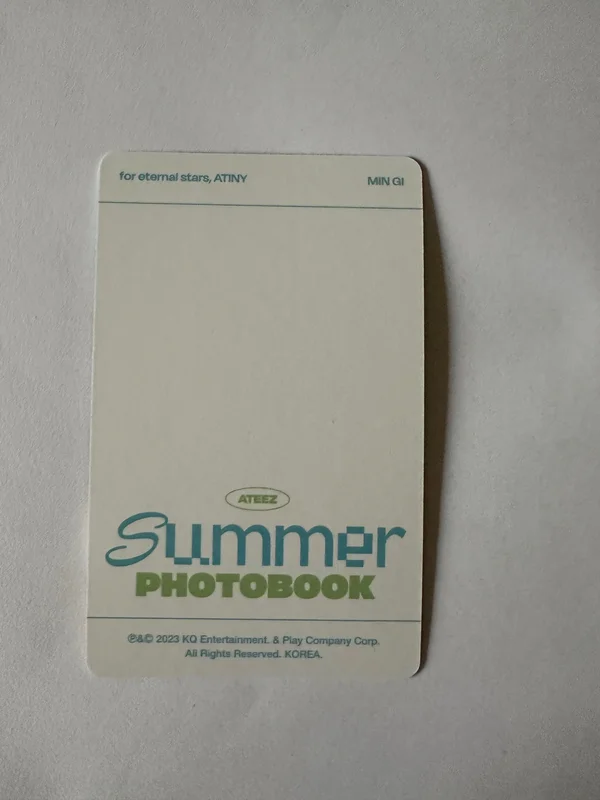 for eternal stars, ATINY MIN GI
ATEEZ
Summer
PHOTOBOOK
℗&© 2023 KQ Entertainment. & Play Company Corp.
All Rights Reserved. KOREA.